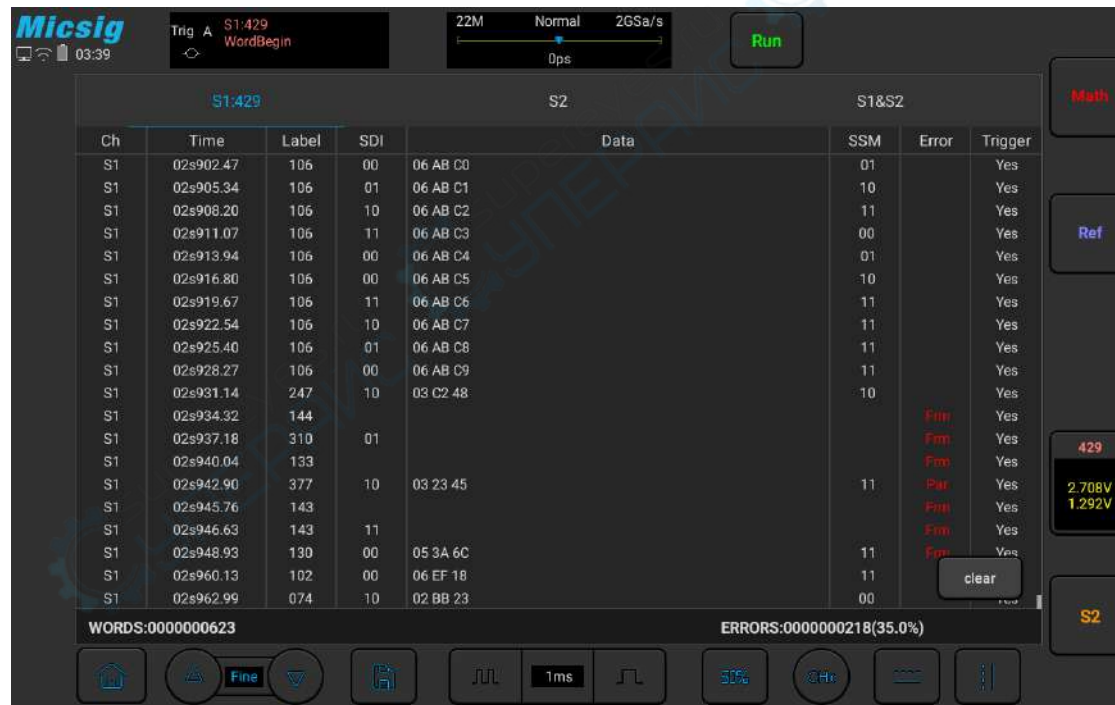 Micsig
03:39
Trig A S1:429
WordBegin
22M Normal 2GSa/s
0ps
Run
Math
Ref
429
2.708V
1.292V
S2
S1:429 S2 S1&S2
Ch Time Label SDI Data SSM Error Trigger
S1 02s902.47 106 00 06 AB C0 01 Yes
S1 02s905.34 106 01 06 AB C1 10 Yes
S1 02s908.20 106 10 06 AB C2 11 Yes
S1 02s911.07 106 11 06 AB C3 00 Yes
S1 02s913.94 106 00 06 AB C4 01 Yes
S1 02s916.80 106 00 06 AB C5 10 Yes
S1 02s919.67 106 11 06 AB C6 11 Yes
S1 02s922.54 106 10 06 AB C7 11 Yes
S1 02s925.40 106 01 06 AB C8 11 Yes
S1 02s928.27 106 00 06 AB C9 11 Yes
S1 02s931.14 247 10 03 C2 48 10 Yes
S1 02s934.32 144 Frm Yes
S1 02s937.18 310 01 Frm Yes
S1 02s940.04 133 Frm Yes
S1 02s942.90 377 10 03 23 45 11 Par Yes
S1 02s945.76 143 Frm Yes
S1 02s946.63 143 11 Frm Yes
S1 02s948.93 130 00 05 3A 6C 11 Frm Yes
S1 02s960.13 102 00 06 EF 18 11
S1 02s962.99 074 10 02 BB 23 00
clear
WORDS:0000000623 ERRORS:0000000218(35.0%)
Fine 1ms 50%